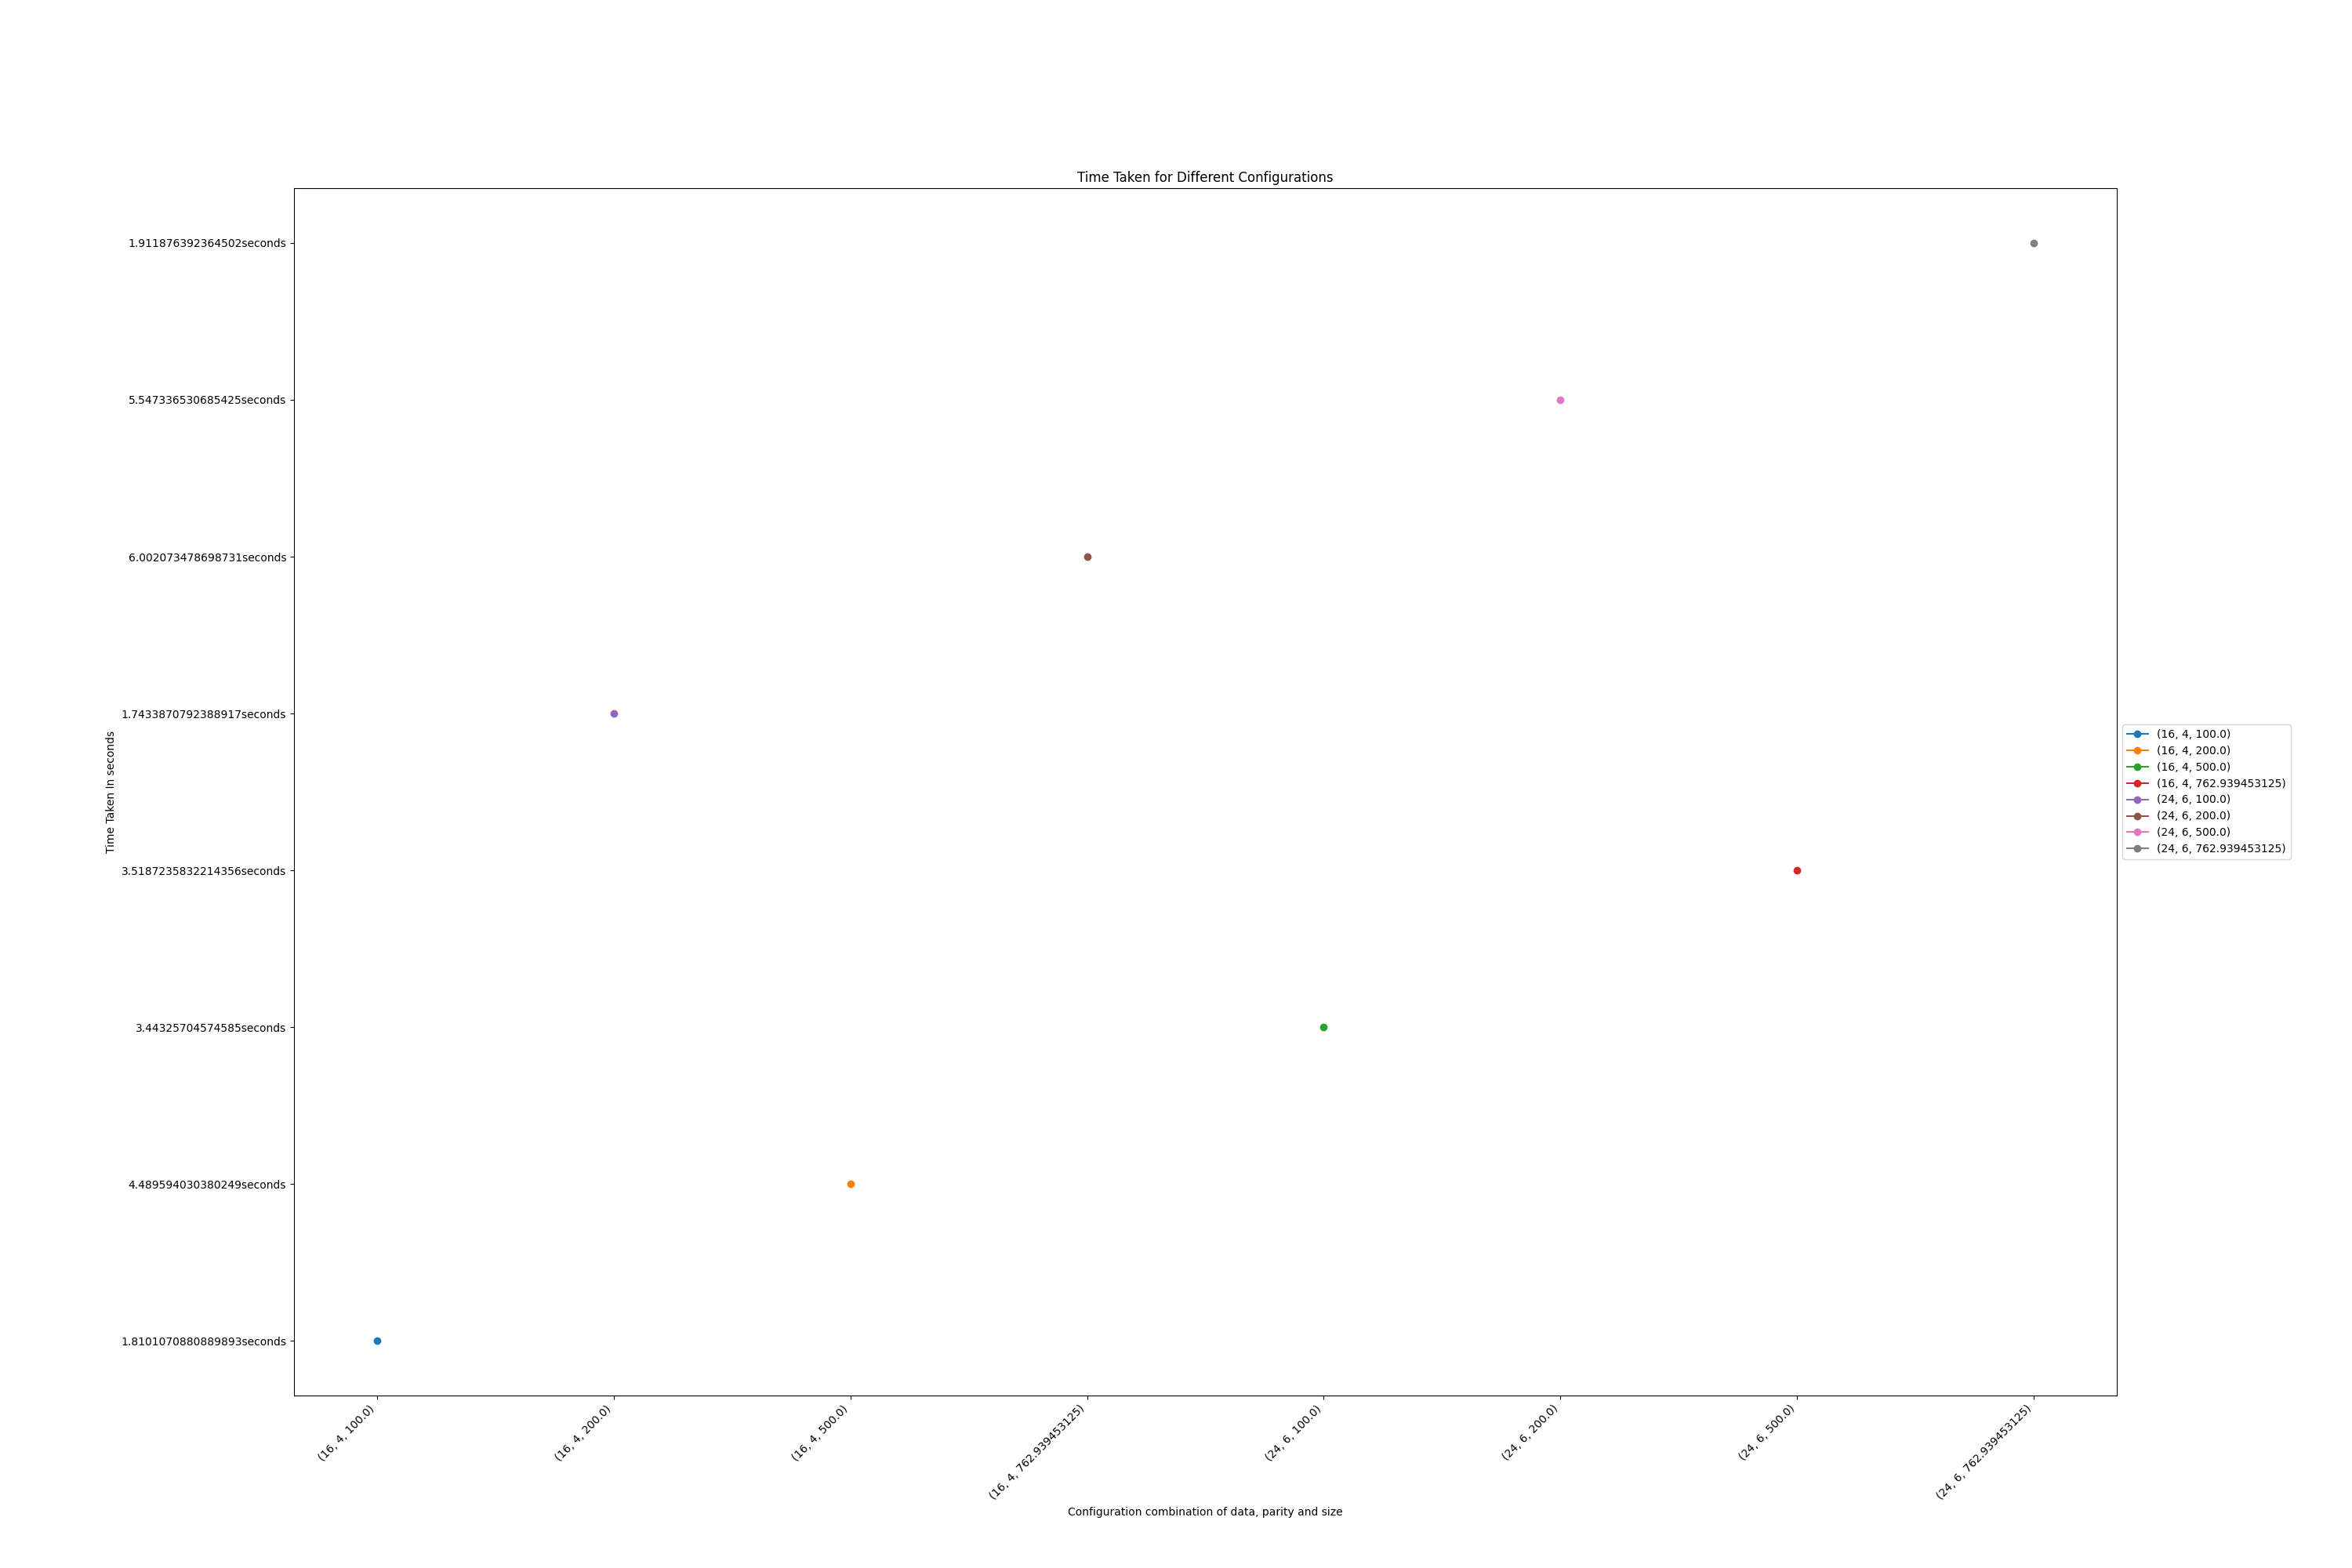 Time Taken for Different Configurations
1.911876392364502seconds
5.547336530685425seconds
6.002073478698731seconds
1.7433870792388917seconds
3.5187235832214356seconds
3.44325704574585seconds
4.489594030380249seconds
1.8101070880889893seconds
Time Taken In seconds
(16, 4, 100.0)
(16, 4, 200.0)
(16, 4, 500.0)
(16, 4, 762.939453125)
(24, 6, 100.0)
(24, 6, 200.0)
(24, 6, 500.0)
(24, 6, 762.939453125)
Configuration combination of data, parity and size
(16, 4, 100.0)
(16, 4, 200.0)
(16, 4, 500.0)
(16, 4, 762.939453125)
(24, 6, 100.0)
(24, 6, 200.0)
(24, 6, 500.0)
(24, 6, 762.939453125)